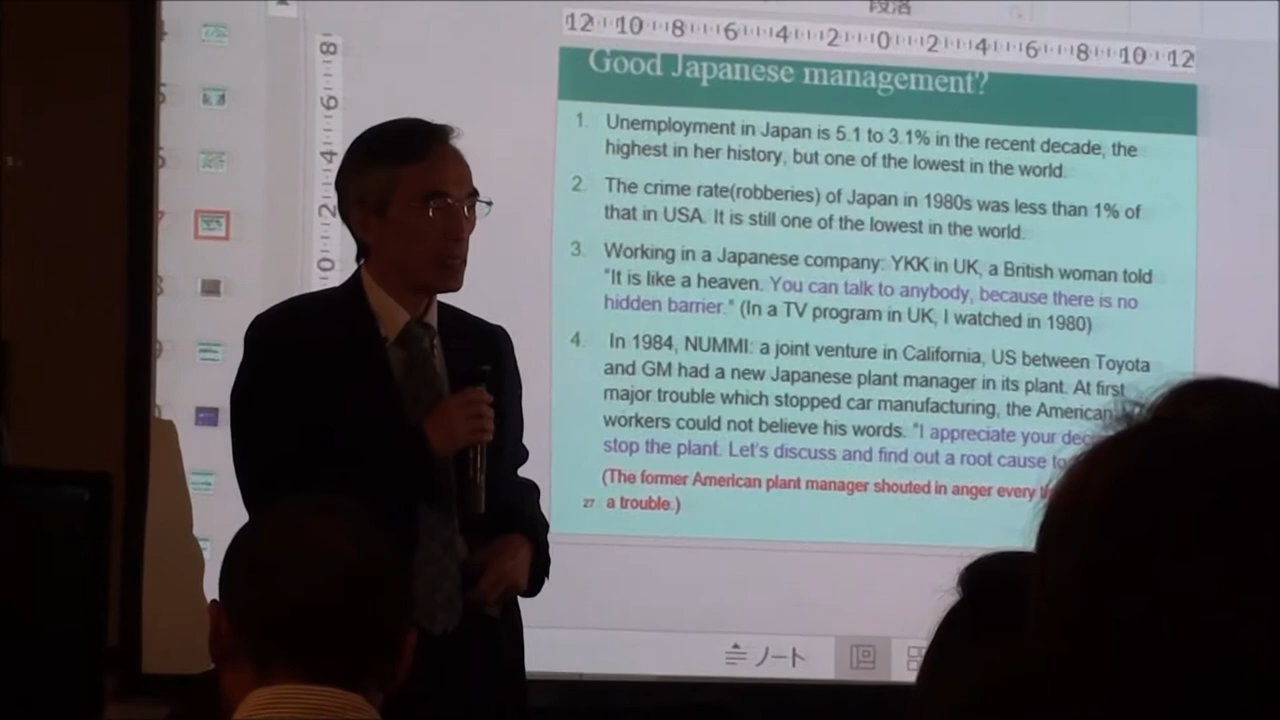 段落
12 10 8 6 4 2 0 2 4 6 8 10 12
8 6 4 2 0
Good Japanese management?
1. Unemployment in Japan is 5.1 to 3.1% in the recent decade, the
highest in her history, but one of the lowest in the world.
2. The crime rate(robberies) of Japan in 1980s was less than 1% of
that in USA. It is still one of the lowest in the world.
3. Working in a Japanese company: YKK in UK, a British woman told
"It is like a heaven. You can talk to anybody, because there is no
hidden barrier." (In a TV program in UK, I watched in 1980)
4. In 1984, NUMMI: a joint venture in California, US between Toyota
and GM had a new Japanese plant manager in its plant. At first
major trouble which stopped car manufacturing, the American
workers could not believe his words. "I appreciate your
stop the plant. Let's discuss and find out a root cause
(The former American plant manager shouted in anger every
27 a trouble.)
ノート